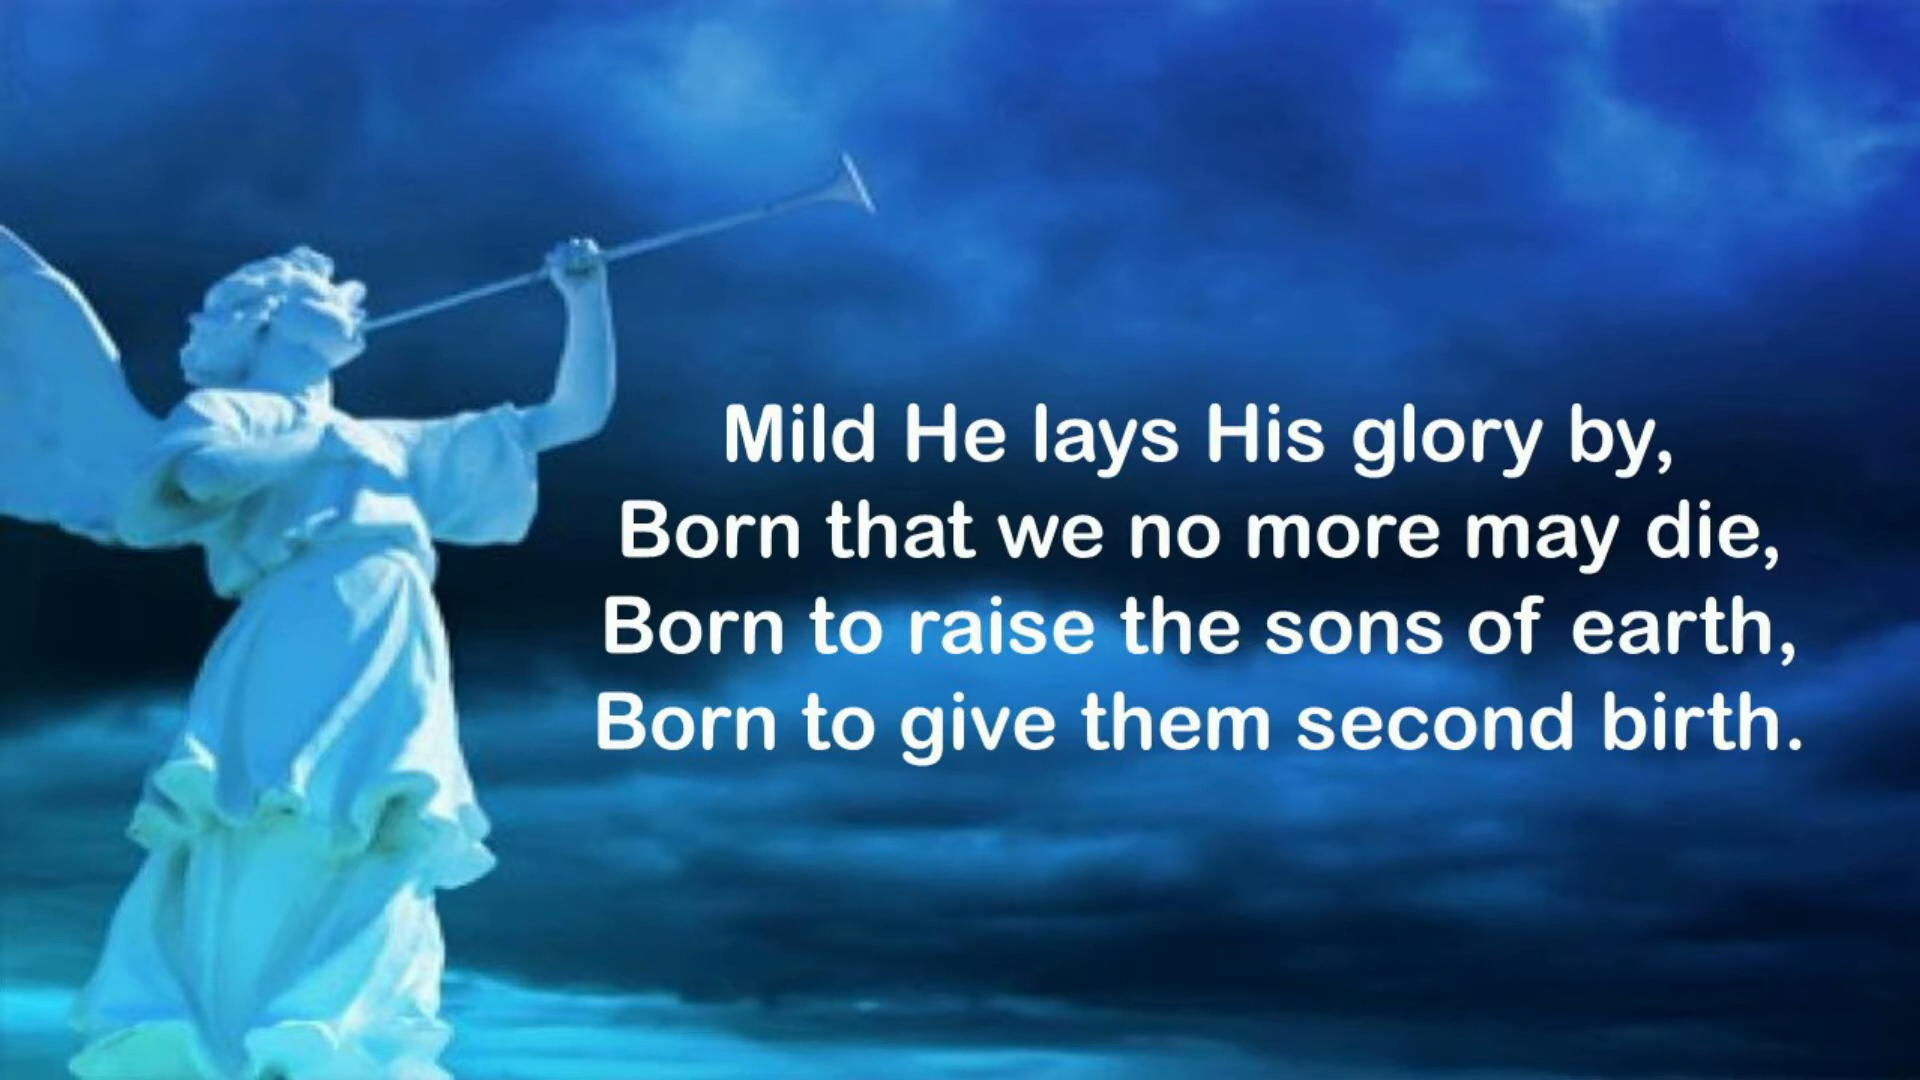 Mild He lays His glory by,
Born that we no more may die,
Born to raise the sons of earth,
Born to give them second birth.